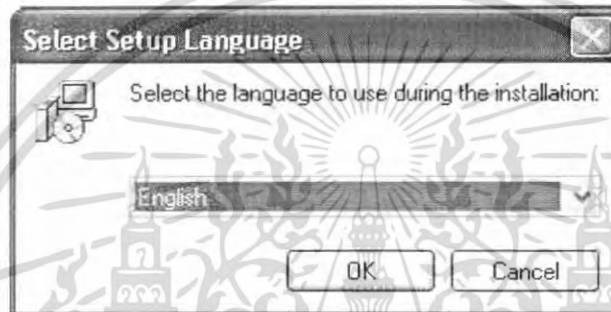 Select Setup Language
Select the language to use during the installation:
English
OK
Cancel